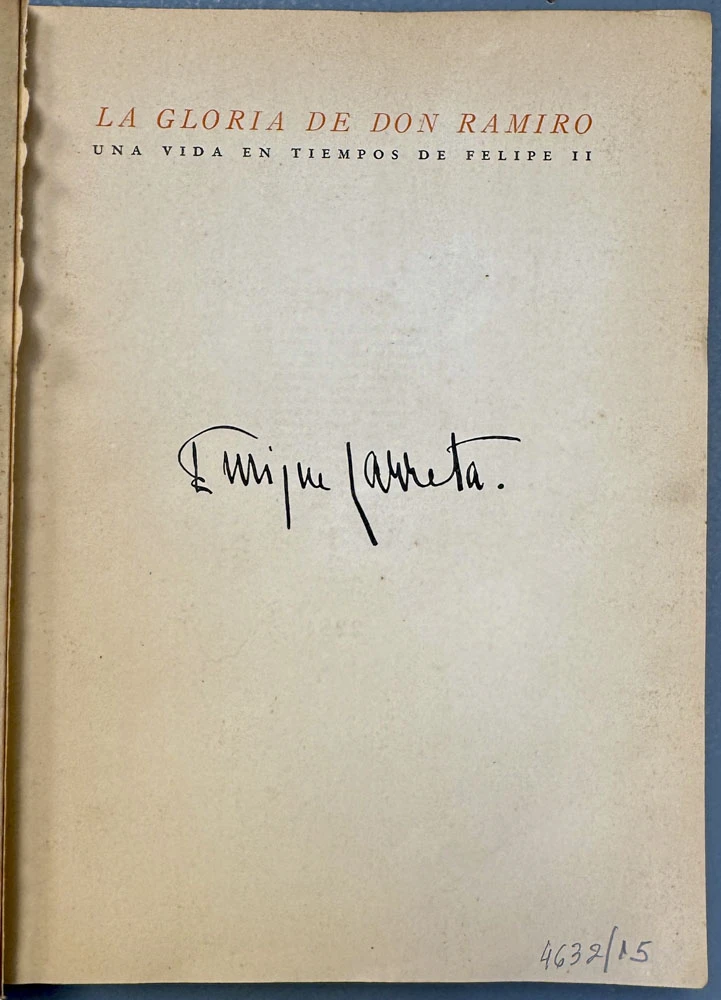 LA GLORIA DE DON RAMIRO
UNA VIDA EN TIEMPOS DE FELIPE II
Enrique Larreta.
4632/15